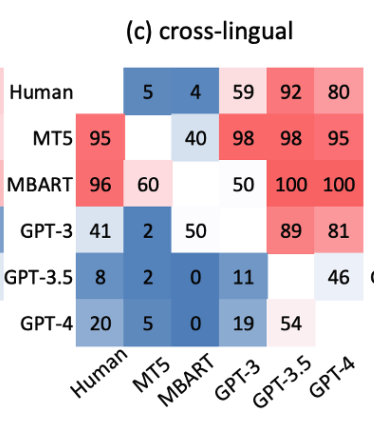 (c) cross-lingual
Human 5 4 59 92 80
MT5 95 40 98 98 95
MBART 96 60 50 100 100
GPT-3 41 2 50 89 81
GPT-3.5 8 2 0 11 46
GPT-4 20 5 0 19 54
Human MT5 MBART GPT-3 GPT-3.5 GPT-4